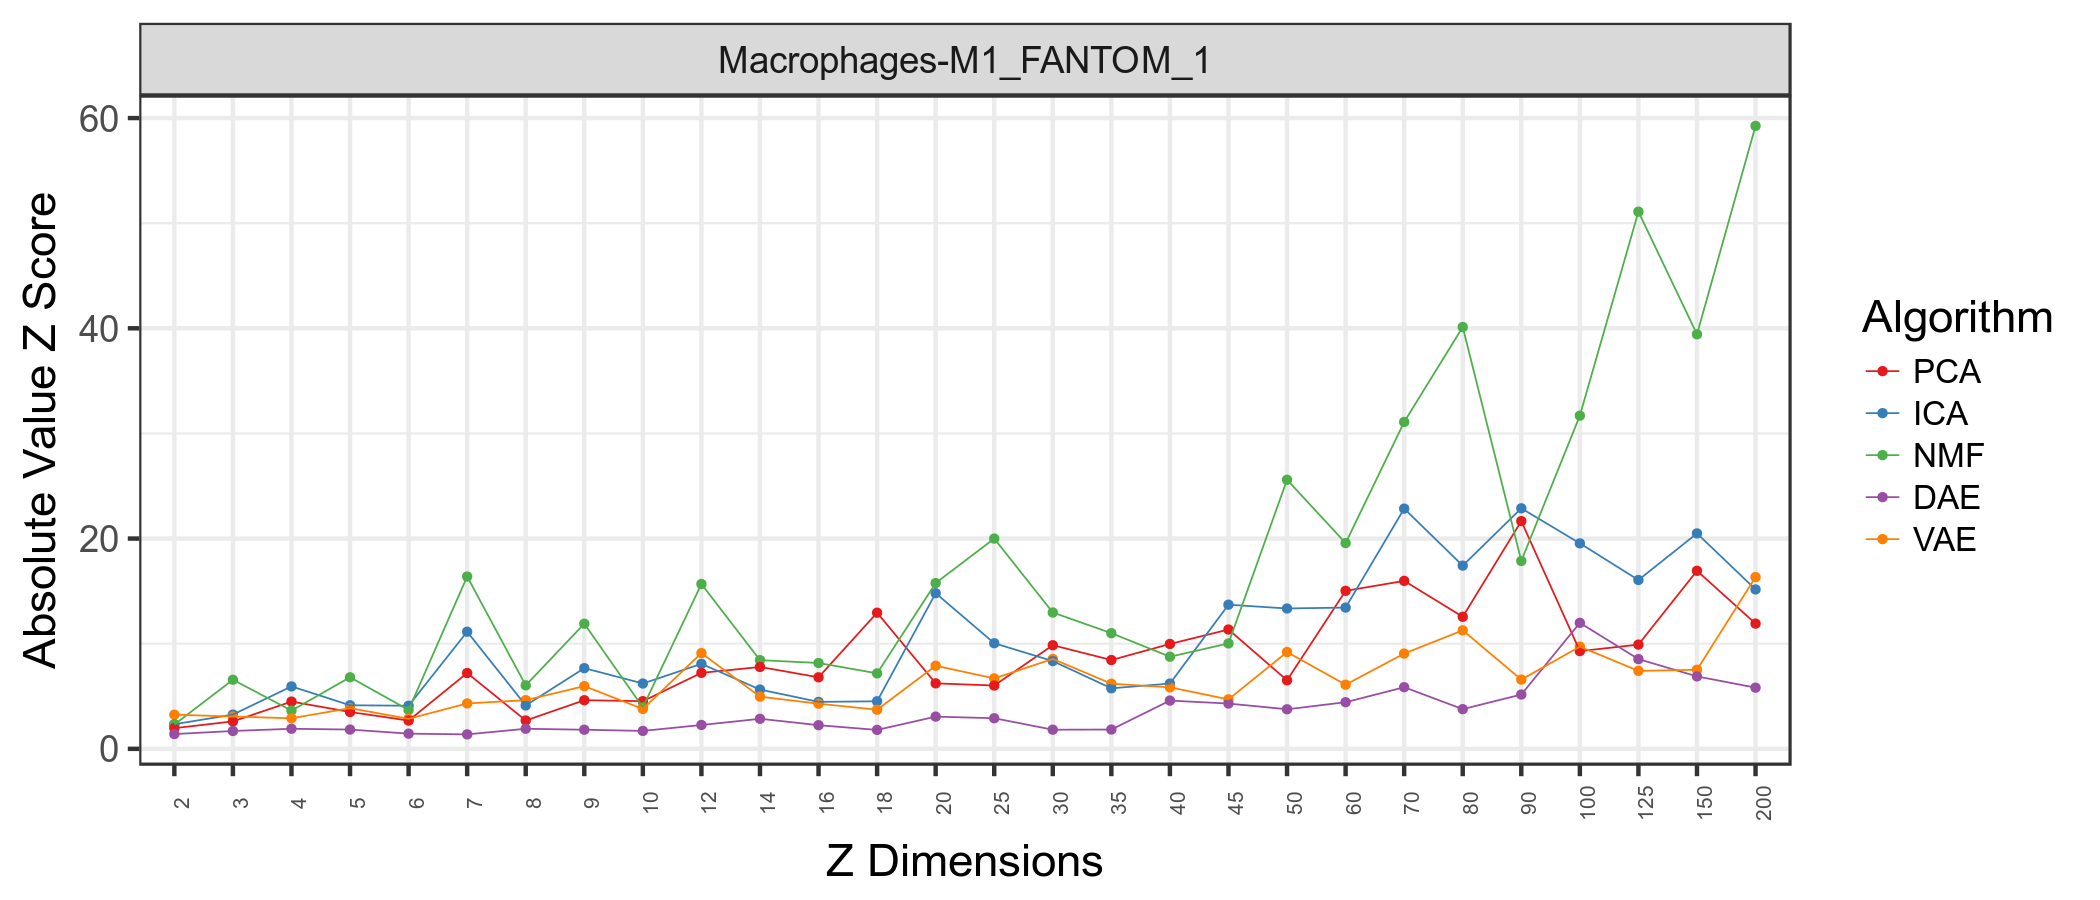 Macrophages-M1_FANTOM_1
Absolute Value Z Score
60
40
20
0
2 3 4 5 6 7 8 9 10 12 14 16 18 20 25 30 35 40 45 50 60 70 80 90 100 125 150 200
Z Dimensions
Algorithm
PCA
ICA
NMF
DAE
VAE